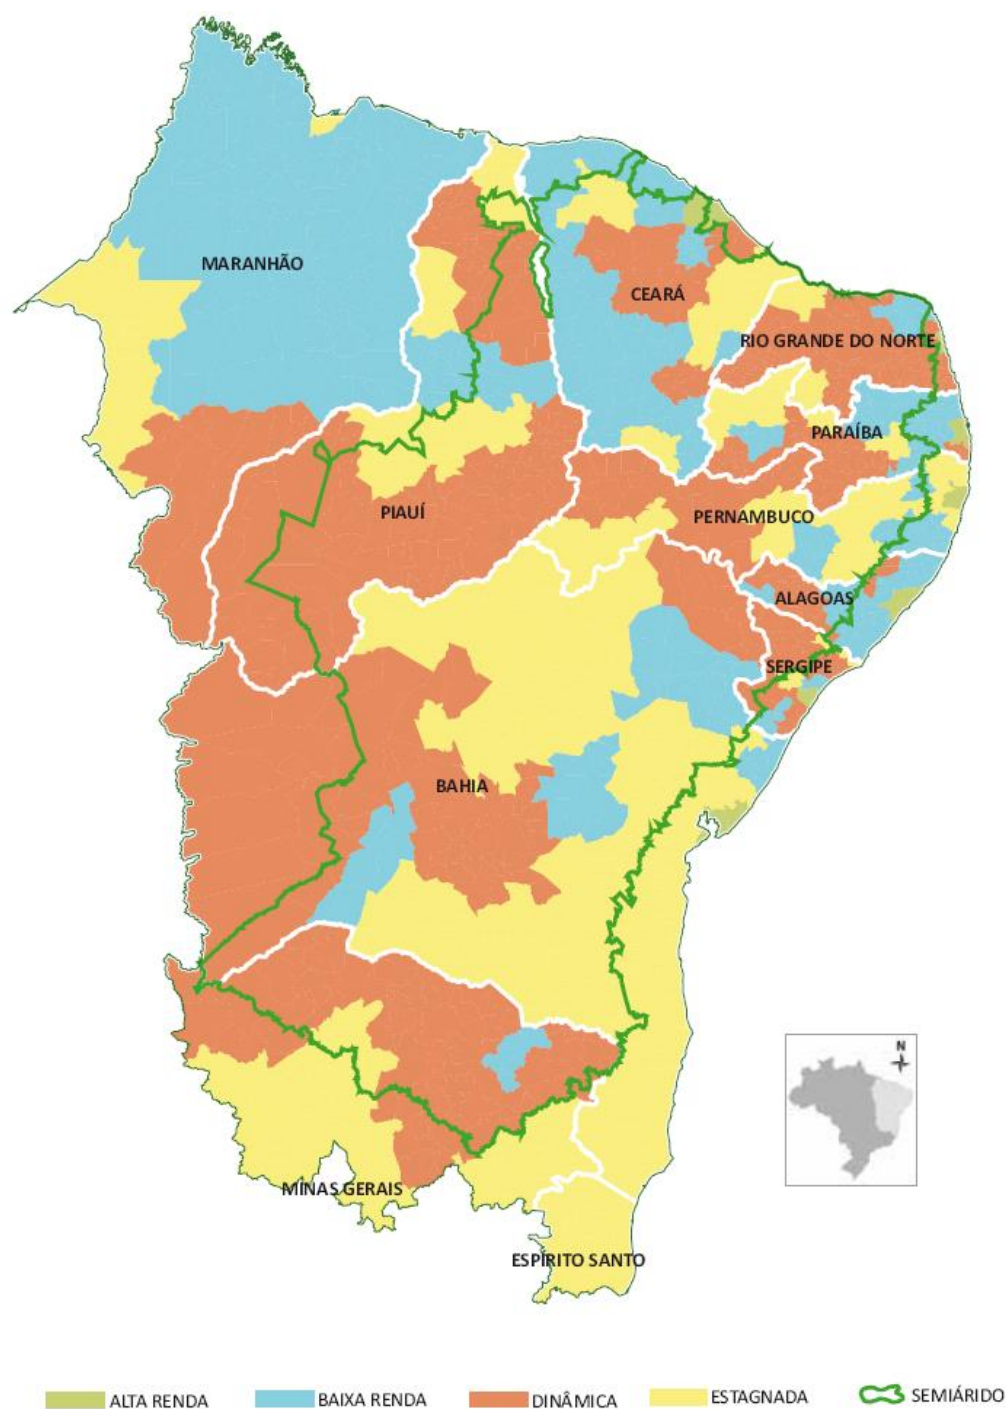 MARANHÃO
CEARÁ
RIO GRANDE DO NORTE
PARAÍBA
PIAUÍ
PERNAMBUCO
ALAGOAS
SERGIPE
BAHIA
N
MINAS GERAIS
ESPÍRITO SANTO
ALTA RENDA
BAIXA RENDA
DINÂMICA
ESTAGNADA
SEMIÁRIDO